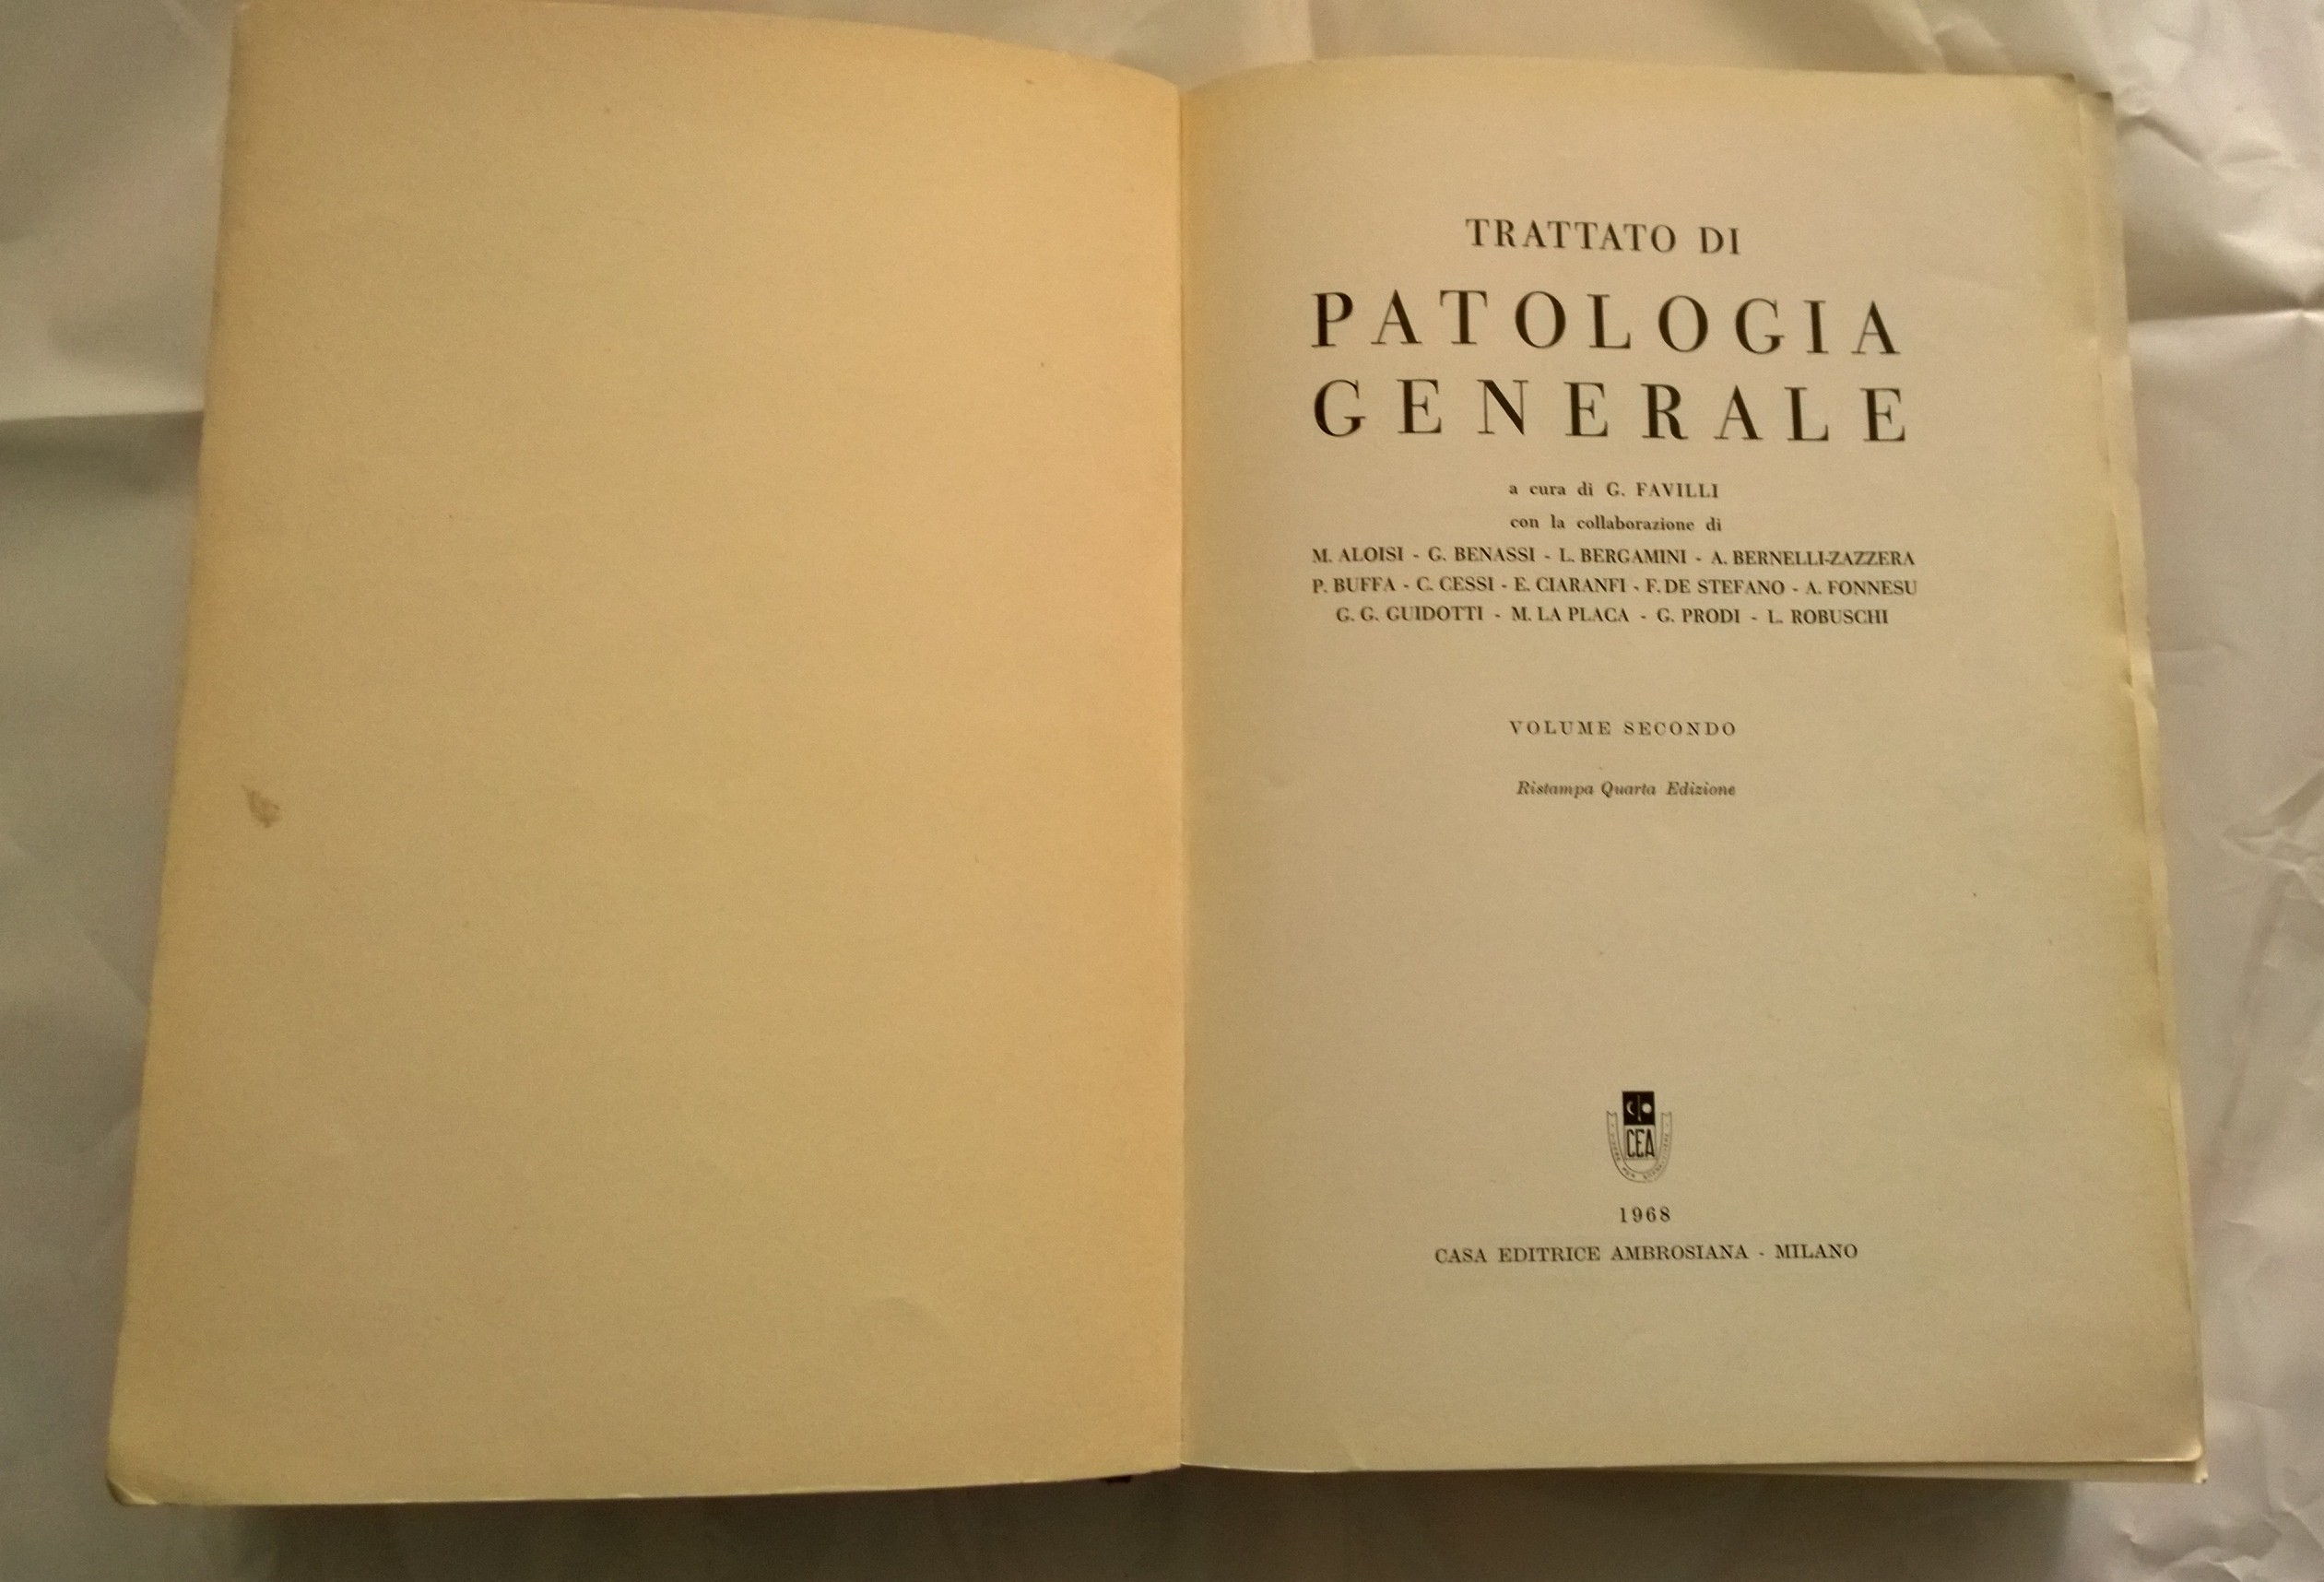 TRATTATO DI
PATOLOGIA
GENERALE
a cura di G. FAVILLI
con la collaborazione di
M. ALOISI - G. BENASSI - L. BERGAMINI - A. BERNELLI-ZAZZERA
P. BUFFA - C. CESSI - E. CIARANFI - F. DE STEFANO - A. FONNESU
G. G. GUIDOTTI - M. LA PLACA - G. PRODI - L. ROBUSCHI
VOLUME SECONDO
Ristampa Quarta Edizione
CEA
1968
CASA EDITRICE AMBROSIANA - MILANO